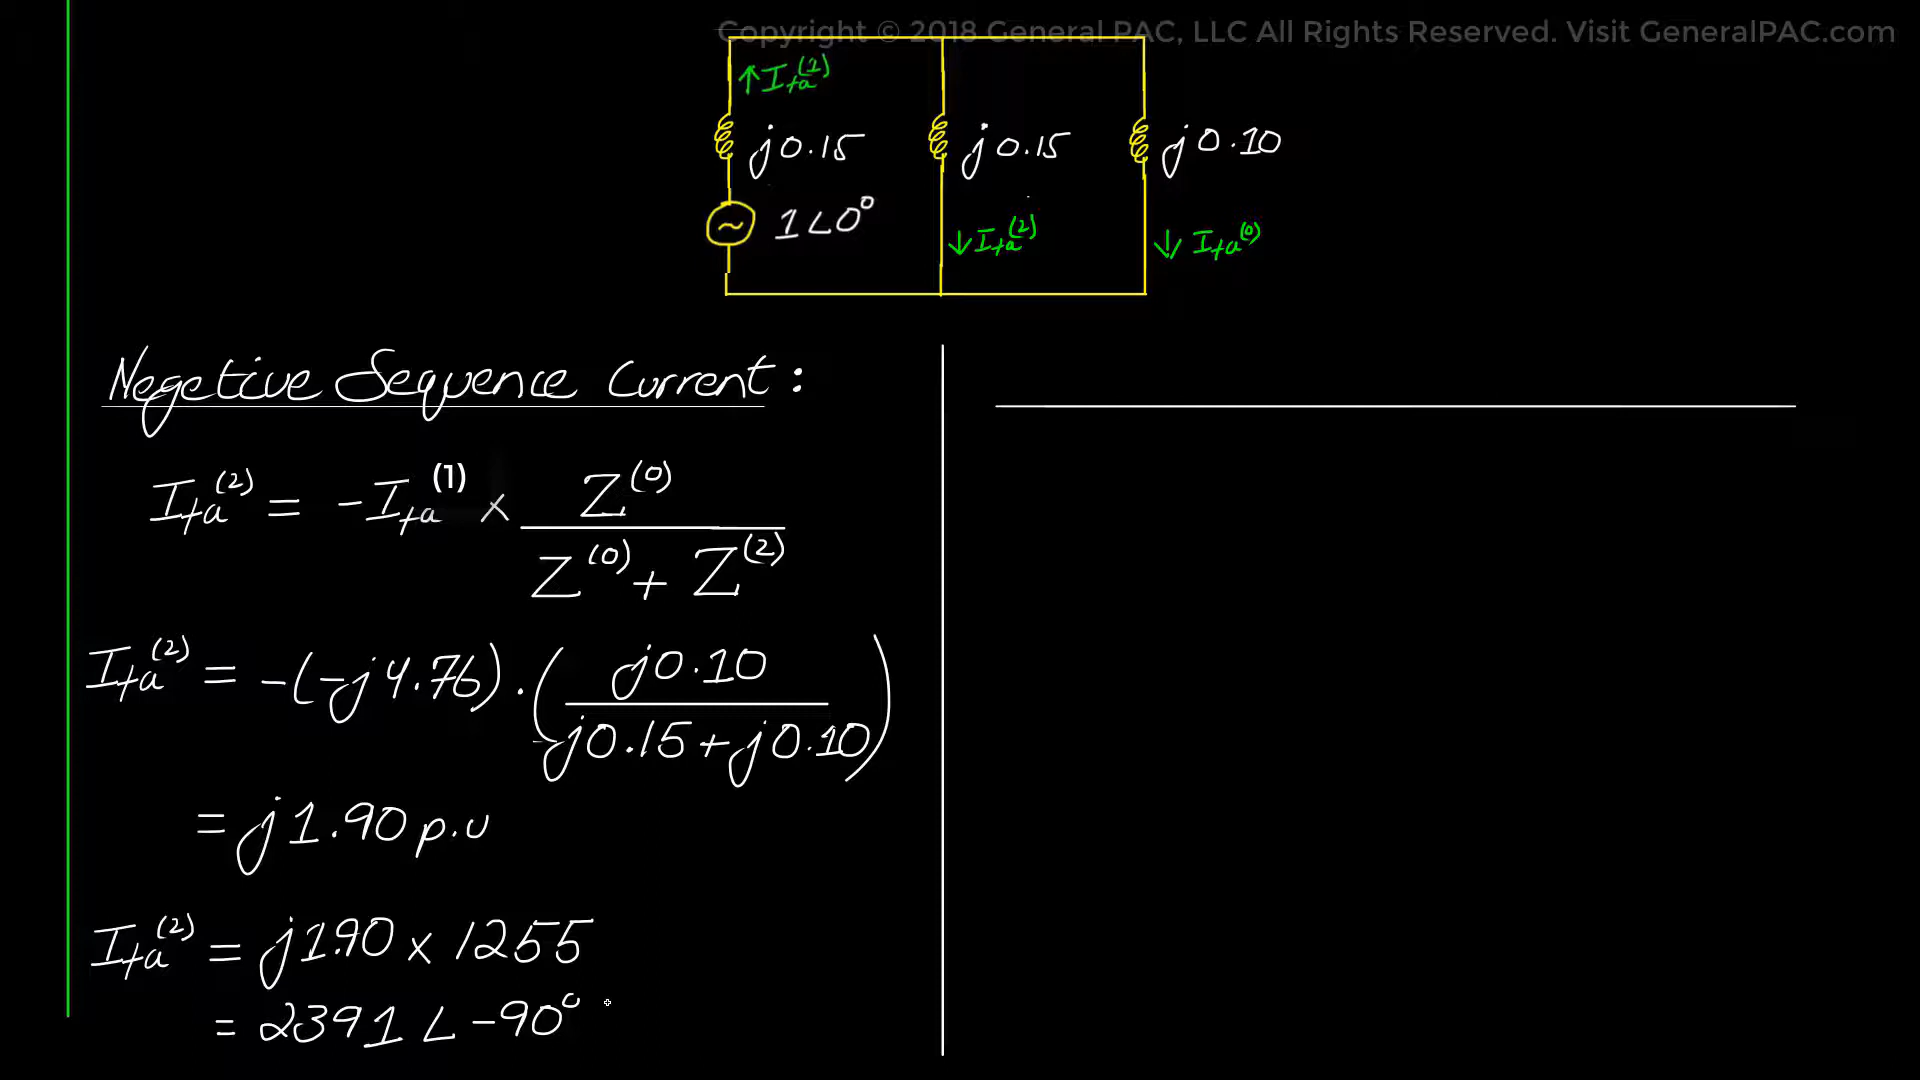 Copyright © 2018 General PAC, LLC All Rights Reserved. Visit GeneralPAC.com
↑ I_fa^(1)
j0.15 j0.15 j0.10
1∠0°
↓ I_fa^(2) ↓ I_fa^(0)
Negetive Sequence Current:
I_fa^(2) = -I_fa^(1) × Z^(0) / (Z^(0) + Z^(2))
I_fa^(2) = -(-j4.76) · (j0.10 / (j0.15 + j0.10))
= j1.90 p.u
I_fa^(2) = j1.90 × 1255
= 2391 ∠ -90°